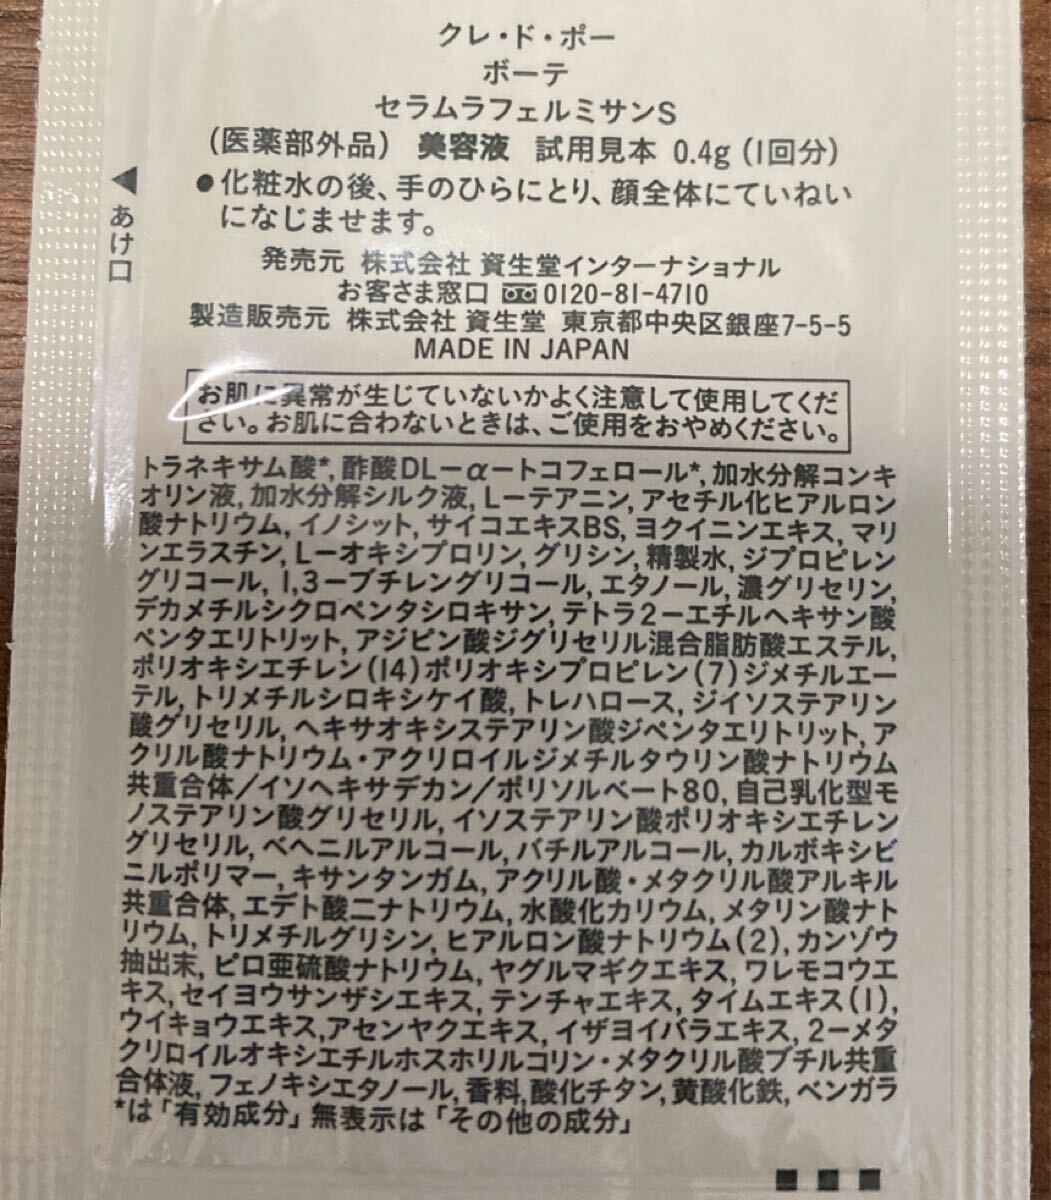 クレ・ド・ポー
ボーテ
セラムラフェルミサンS
(医薬部外品) 美容液 試用見本 0.4g (1回分)
●化粧水の後、手のひらにとり、顔全体にていねい
になじませます。
◀あけ口
発売元 株式会社 資生堂インターナショナル
お客さま窓口 0120-81-4710
製造販売元 株式会社 資生堂 東京都中央区銀座7-5-5
MADE IN JAPAN
お肌に異常が生じていないかよく注意して使用してくだ
さい。お肌に合わないときは、ご使用をおやめください。
トラネキサム酸*, 酢酸DL－α－トコフェロール*, 加水分解コンキ
オリン液, 加水分解シルク液, L－テアニン, アセチル化ヒアルロン
酸ナトリウム, イノシット, サイコエキスBS, ヨクイニンエキス, マリ
ンエラスチン, L－オキシプロリン, グリシン, 精製水, ジプロピレン
グリコール, 1,3－ブチレングリコール, エタノール, 濃グリセリン,
デカメチルシクロペンタシロキサン, テトラ2－エチルヘキサン酸
ペンタエリトリット, アジピン酸ジグリセリル混合脂肪酸エステル,
ポリオキシエチレン(14)ポリオキシプロピレン(7)ジメチルエー
テル, トリメチルシロキシケイ酸, トレハロース, ジイソステアリン
酸グリセリル, ヘキサオキシステアリン酸ジペンタエリトリット, ア
クリル酸ナトリウム・アクリロイルジメチルタウリン酸ナトリウム
共重合体/イソヘキサデカン/ポリソルベート80, 自己乳化型モ
ノステアリン酸グリセリル, イソステアリン酸ポリオキシエチレン
グリセリル, ベヘニルアルコール, バチルアルコール, カルボキシビ
ニルポリマー, キサンタンガム, アクリル酸・メタクリル酸アルキル
共重合体, エデト酸二ナトリウム, 水酸化カリウム, メタリン酸ナト
リウム, トリメチルグリシン, ヒアルロン酸ナトリウム(2), カンゾウ
抽出末, ピロ亜硫酸ナトリウム, ヤグルマギクエキス, ワレモコウエ
キス, セイヨウサンザシエキス, テンチャエキス, タイムエキス(1),
ウイキョウエキス, アセンヤクエキス, イザヨイバラエキス, 2－メタ
クリロイルオキシエチルホスホリルコリン・メタクリル酸ブチル共重
合体液, フェノキシエタノール, 香料, 酸化チタン, 黄酸化鉄, ベンガラ
*は「有効成分」無表示は「その他の成分」